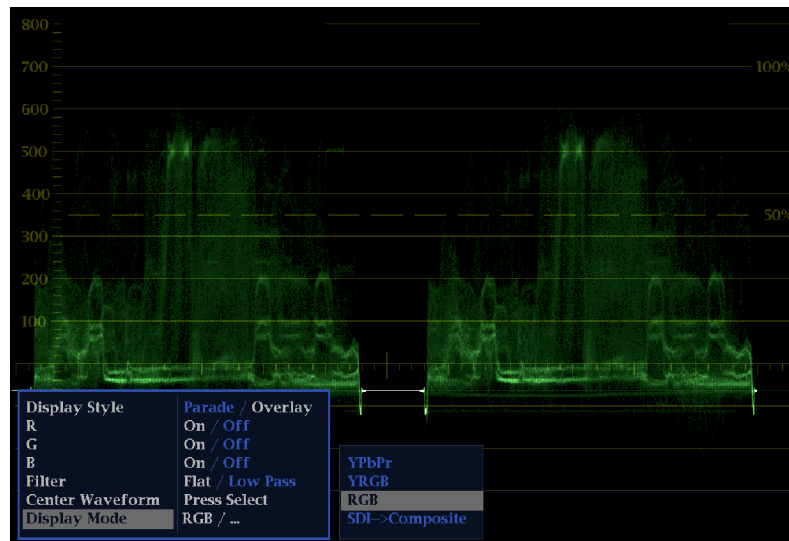 800
700
100%
600
500
400
50%
300
200
100
Display Style Parade / Overlay
R On / Off
G On / Off
B On / Off
Filter Flat / Low Pass
Center Waveform Press Select
Display Mode RGB / ...
YPbPr
YRGB
RGB
SDI->Composite